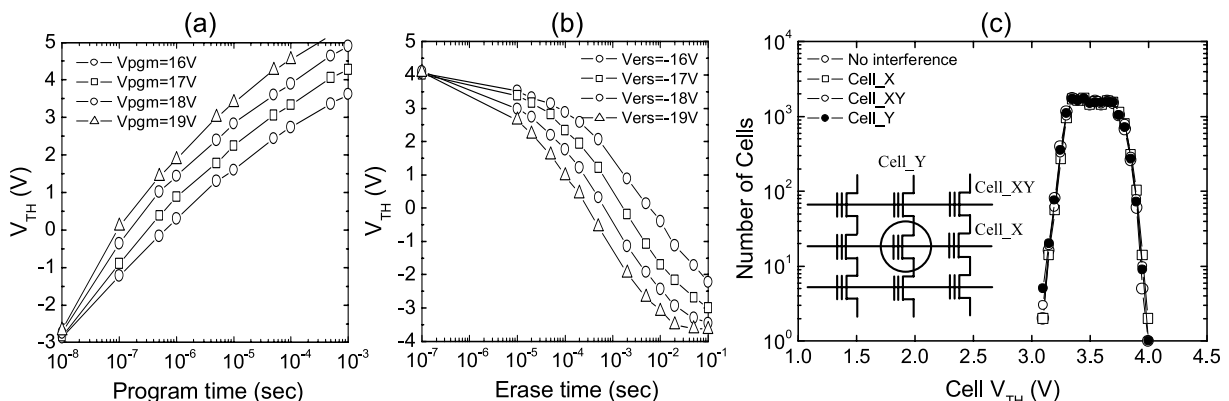 (a)
5
4
3
2
1
0
-1
-2
-3
V_TH (V)
Vpgm=16V
Vpgm=17V
Vpgm=18V
Vpgm=19V
10^-8 10^-7 10^-6 10^-5 10^-4 10^-3
Program time (sec)
(b)
5
4
3
2
1
0
-1
-2
-3
-4
V_TH (V)
Vers=-16V
Vers=-17V
Vers=-18V
Vers=-19V
10^-7 10^-6 10^-5 10^-4 10^-3 10^-2 10^-1
Erase time (sec)
(c)
10^4
10^3
10^2
10^1
10^0
Number of Cells
No interference
Cell_X
Cell_XY
Cell_Y
Cell_Y
Cell_XY
Cell_X
1.0 1.5 2.0 2.5 3.0 3.5 4.0 4.5
Cell V_TH (V)